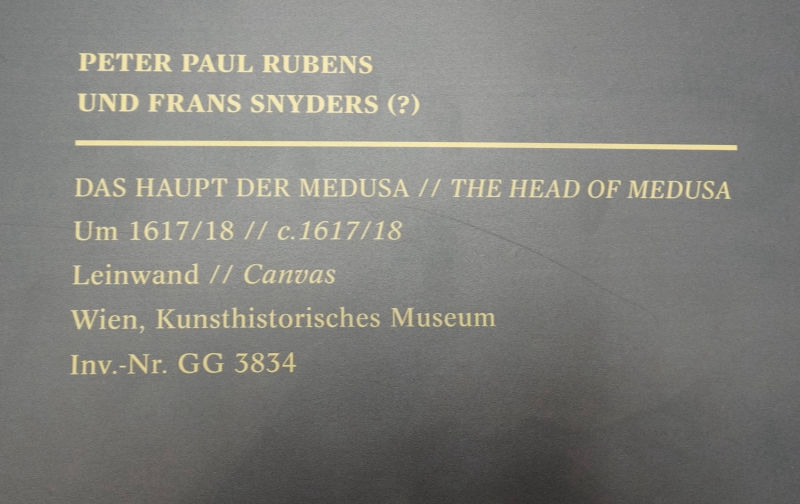 PETER PAUL RUBENS
UND FRANS SNYDERS (?)
DAS HAUPT DER MEDUSA // THE HEAD OF MEDUSA
Um 1617/18 // c.1617/18
Leinwand // Canvas
Wien, Kunsthistorisches Museum
Inv.-Nr. GG 3834